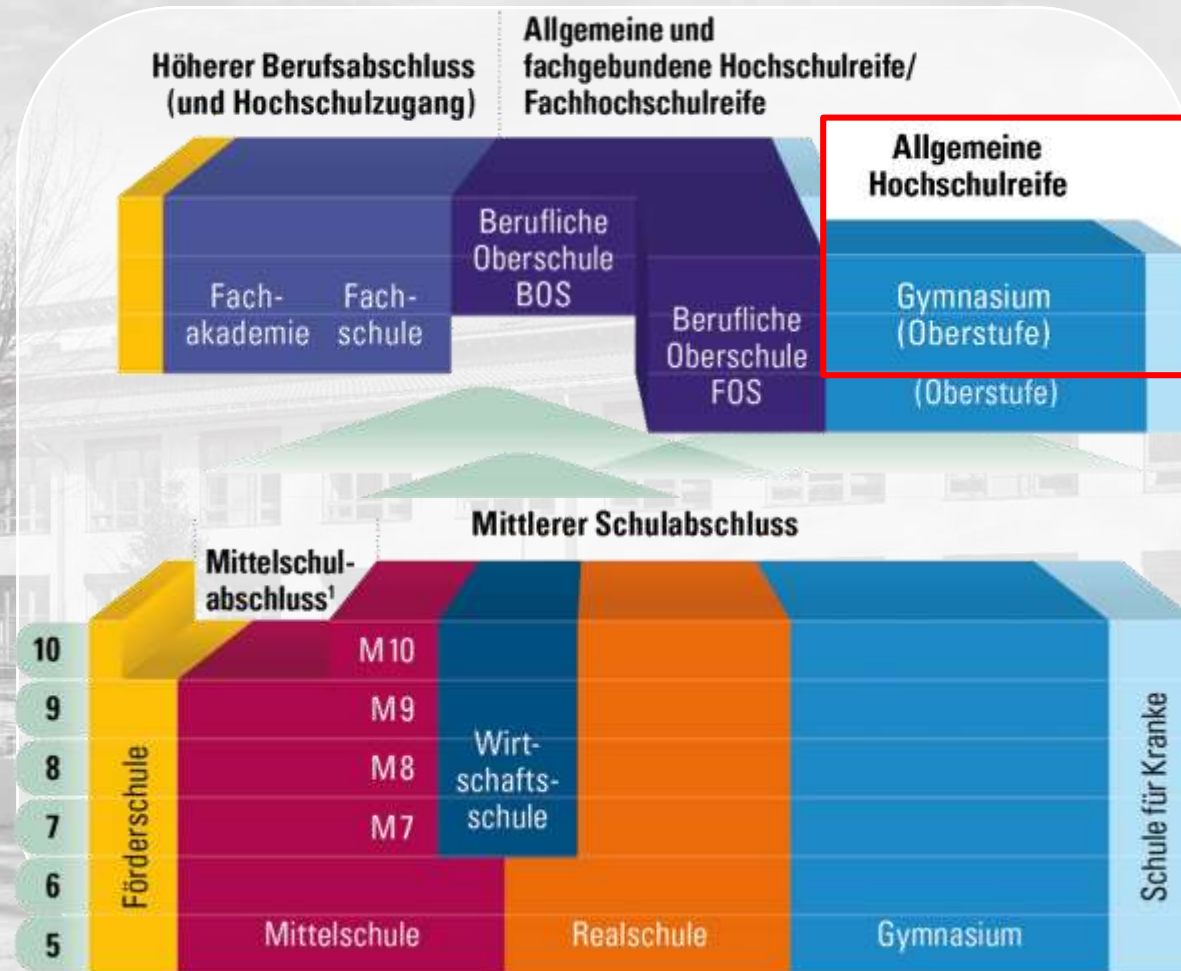 Höherer Berufsabschluss
(und Hochschulzugang)
Allgemeine und
fachgebundene Hochschulreife/
Fachhochschulreife
Allgemeine
Hochschulreife
Fach-
akademie
Fach-
schule
Berufliche
Oberschule
BOS
Berufliche
Oberschule
FOS
Gymnasium
(Oberstufe)
(Oberstufe)
Mittlerer Schulabschluss
Mittelschul-
abschluss¹
10
9
8
7
6
5
Förderschule
M10
M9
M8
M7
Mittelschule
Wirt-
schafts-
schule
Realschule
Gymnasium
Schule für Kranke